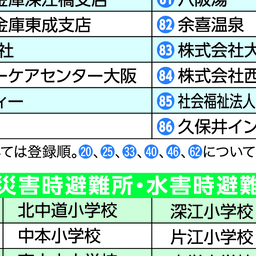 金庫深江橋支店
81 八阪湯
金庫東成支店
82 余喜温泉
社
83 株式会社大
ーケアセンター大阪
84 株式会社西
ィー
85 社会福祉法人
86 久保井イン
ては登録順。20、25、33、40、46、62について
災害時避難所・水害時避難
北中道小学校
深江小学校
中本小学校
片江小学校